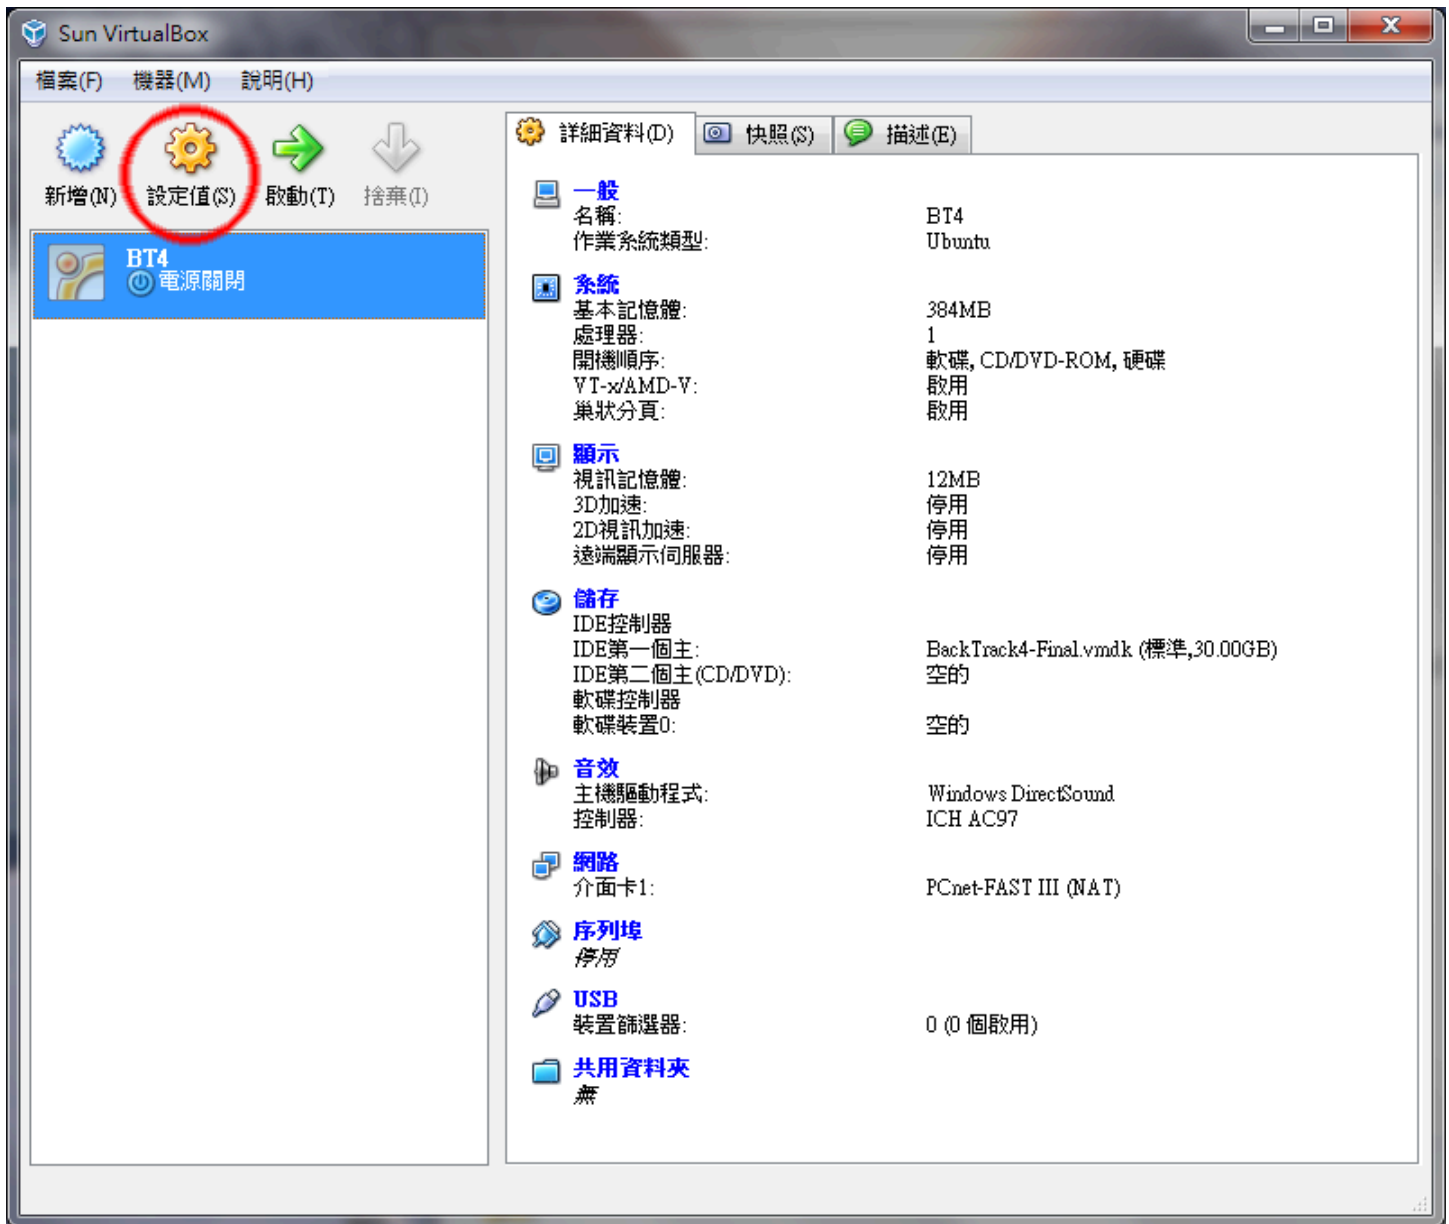 Sun VirtualBox
檔案(F) 機器(M) 說明(H)
新增(N) 設定值(S) 啟動(T) 捨棄(I)
BT4
電源關閉
詳細資料(D) 快照(S) 描述(E)
一般
名稱: BT4
作業系統類型: Ubuntu
系統
基本記憶體: 384MB
處理器: 1
開機順序: 軟碟, CD/DVD-ROM, 硬碟
VT-x/AMD-V: 啟用
巢狀分頁: 啟用
顯示
視訊記憶體: 12MB
3D加速: 停用
2D視訊加速: 停用
遠端顯示伺服器: 停用
儲存
IDE控制器
IDE第一個主: BackTrack4-Final.vmdk (標準,30.00GB)
IDE第二個主(CD/DVD): 空的
軟碟控制器
軟碟裝置0: 空的
音效
主機驅動程式: Windows DirectSound
控制器: ICH AC97
網路
介面卡1: PCnet-FAST III (NAT)
序列埠
停用
USB
裝置篩選器: 0 (0 個啟用)
共用資料夾
無